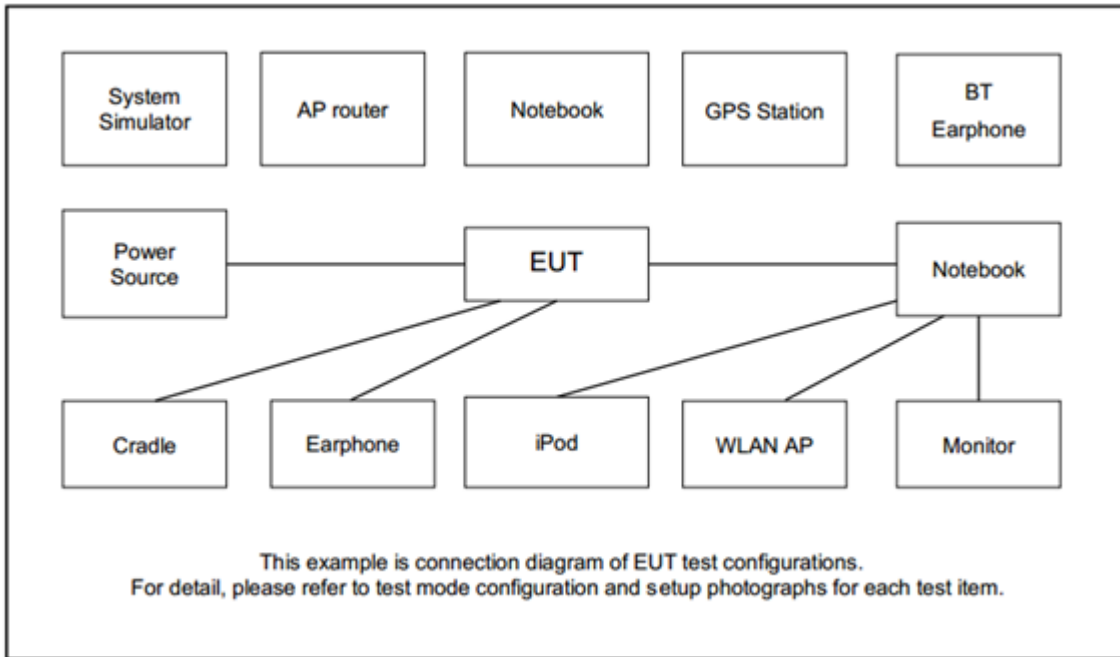 System
Simulator
AP router
Notebook
GPS Station
BT
Earphone
Power
Source
EUT
Notebook
Cradle
Earphone
iPod
WLAN AP
Monitor
This example is connection diagram of EUT test configurations.
For detail, please refer to test mode configuration and setup photographs for each test item.